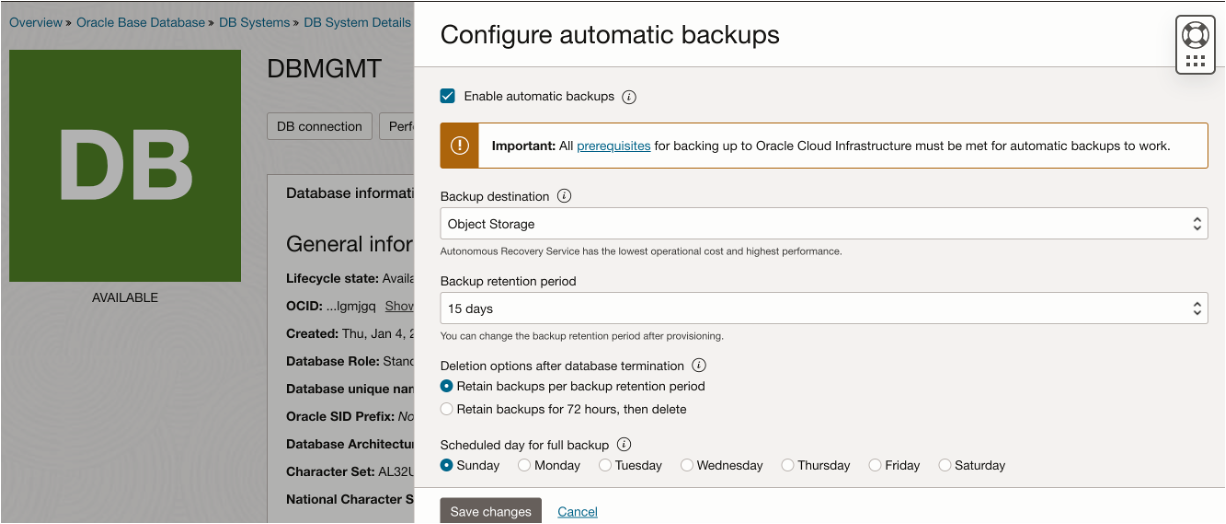 Overview » Oracle Base Database » DB Systems » DB System Details
DB
AVAILABLE
DBMGMT
DB connection
Perf
Database informati
General infor
Lifecycle state: Availa
OCID: ...lgmjgq Show
Created: Thu, Jan 4, 2
Database Role: Stand
Database unique nam
Oracle SID Prefix: No
Database Architectur
Character Set: AL32U
National Character S
Configure automatic backups
Enable automatic backups
Important: All prerequisites for backing up to Oracle Cloud Infrastructure must be met for automatic backups to work.
Backup destination
Object Storage
Autonomous Recovery Service has the lowest operational cost and highest performance.
Backup retention period
15 days
You can change the backup retention period after provisioning.
Deletion options after database termination
Retain backups per backup retention period
Retain backups for 72 hours, then delete
Scheduled day for full backup
Sunday Monday Tuesday Wednesday Thursday Friday Saturday
Save changes Cancel